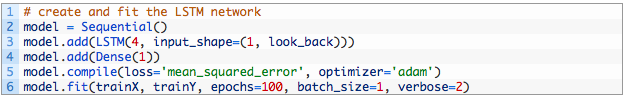 1 # create and fit the LSTM network
2 model = Sequential()
3 model.add(LSTM(4, input_shape=(1, look_back)))
4 model.add(Dense(1))
5 model.compile(loss='mean_squared_error', optimizer='adam')
6 model.fit(trainX, trainY, epochs=100, batch_size=1, verbose=2)